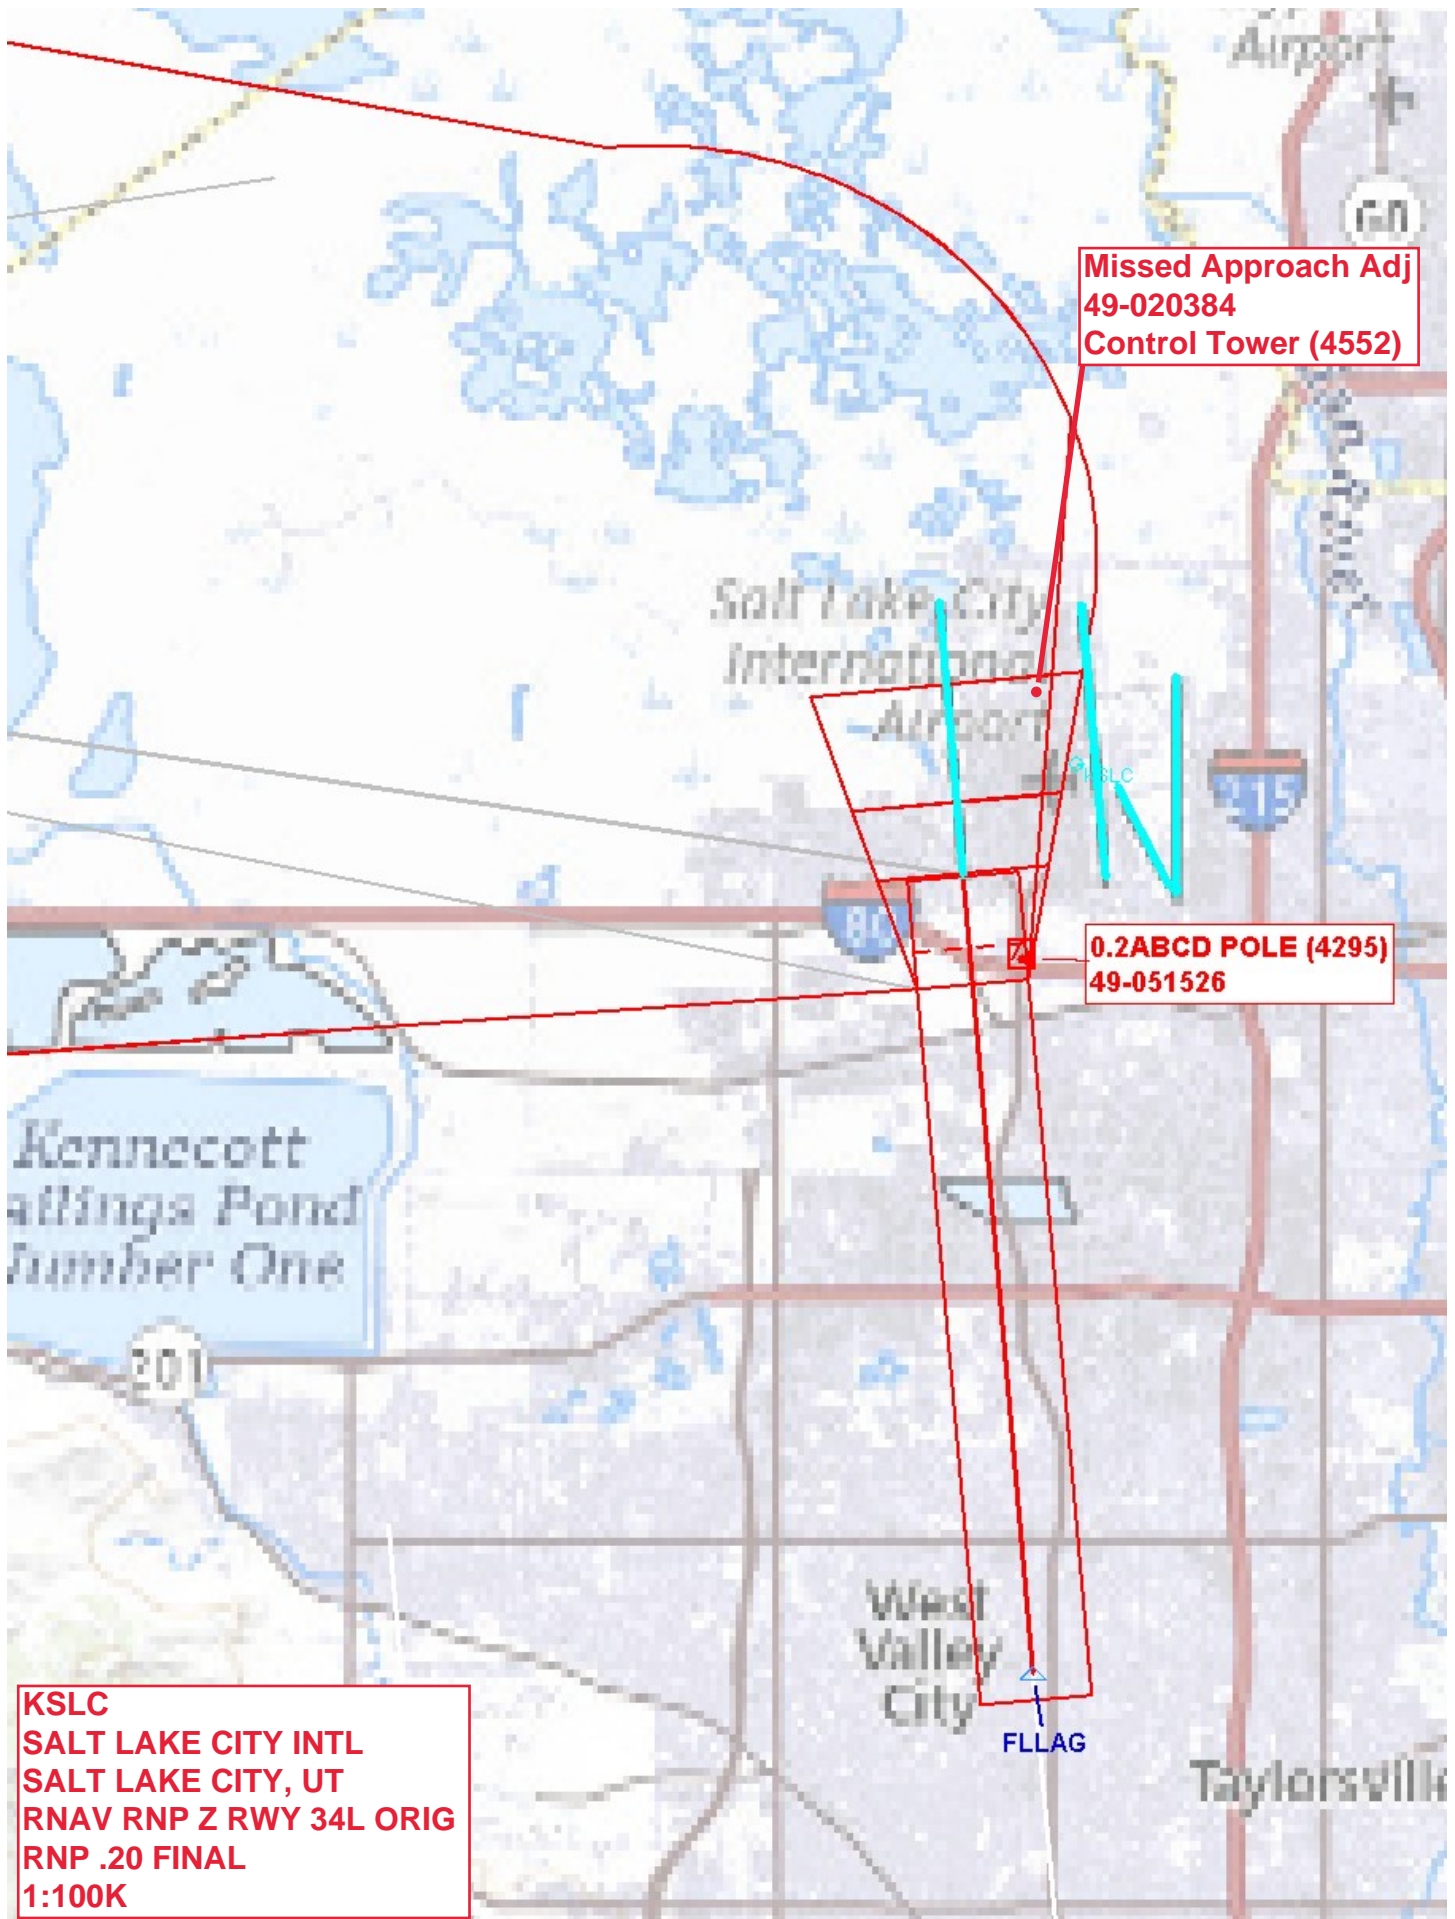 Airport
60
Missed Approach Adj
49-020384
Control Tower (4552)
Salt Lake City
International
Airport
KSLC
215
80
0.2ABCD POLE (4295)
49-051526
Kennecott
ailings Pond
umber One
201
West
Valley
City
FLLAG
Taylorsvill
KSLC
SALT LAKE CITY INTL
SALT LAKE CITY, UT
RNAV RNP Z RWY 34L ORIG
RNP .20 FINAL
1:100K